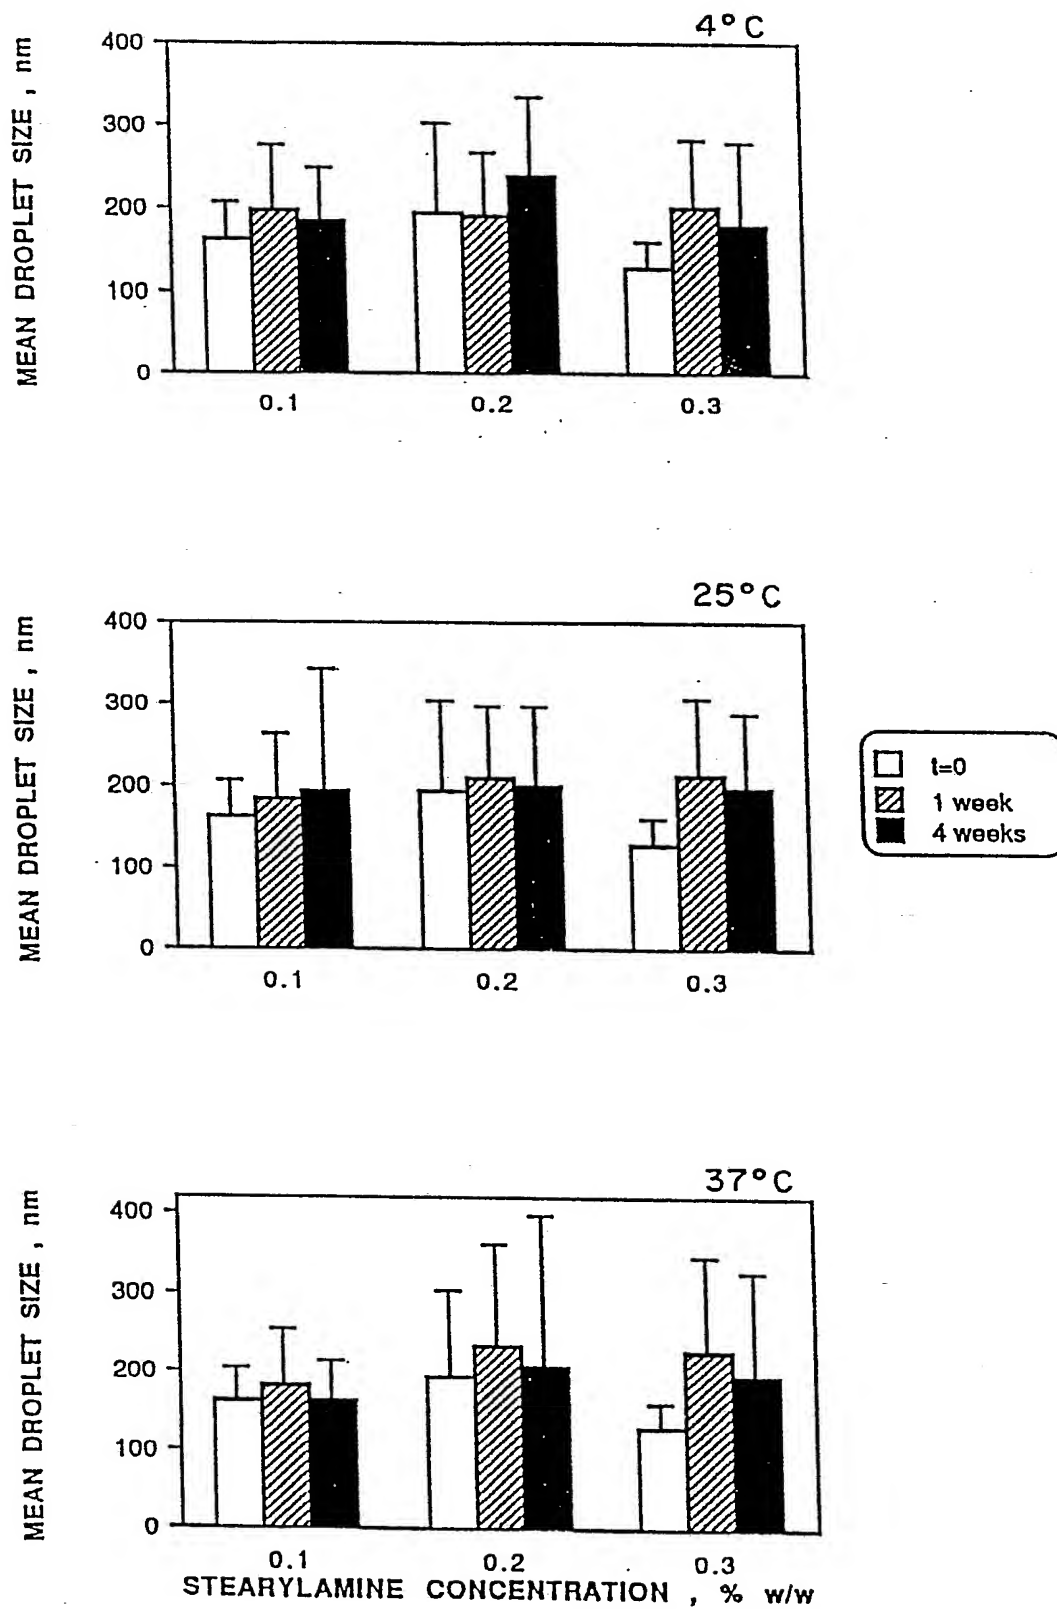 4°C
MEAN DROPLET SIZE , nm
400
300
200
100
0
0.1 0.2 0.3
25°C
MEAN DROPLET SIZE , nm
400
300
200
100
0
0.1 0.2 0.3
t=0
1 week
4 weeks
37°C
MEAN DROPLET SIZE , nm
400
300
200
100
0
0.1 0.2 0.3
STEARYLAMINE CONCENTRATION , % w/w